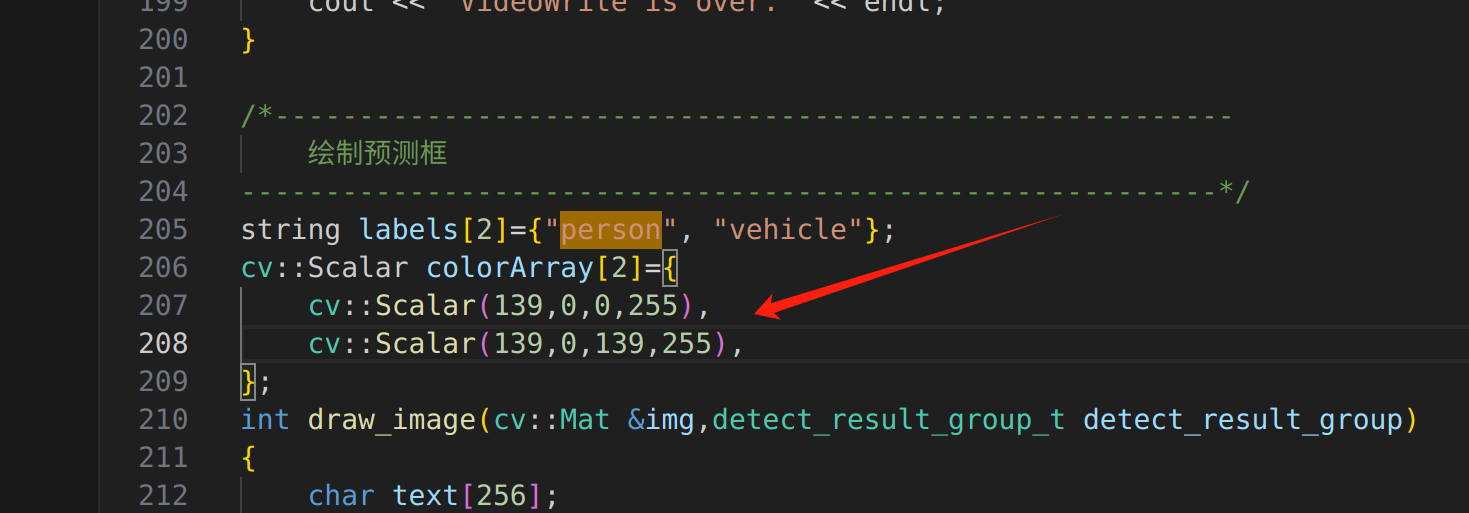 199 cout << "VideoWrite is over." << endl;
200 }
201
202 /*---------------------------------------------------------
203 绘制预测框
204 ----------------------------------------------------------*/
205 string labels[2]={"person", "vehicle"};
206 cv::Scalar colorArray[2]={
207 cv::Scalar(139,0,0,255),
208 cv::Scalar(139,0,139,255),
209 };
210 int draw_image(cv::Mat &img,detect_result_group_t detect_result_group)
211 {
212 char text[256];